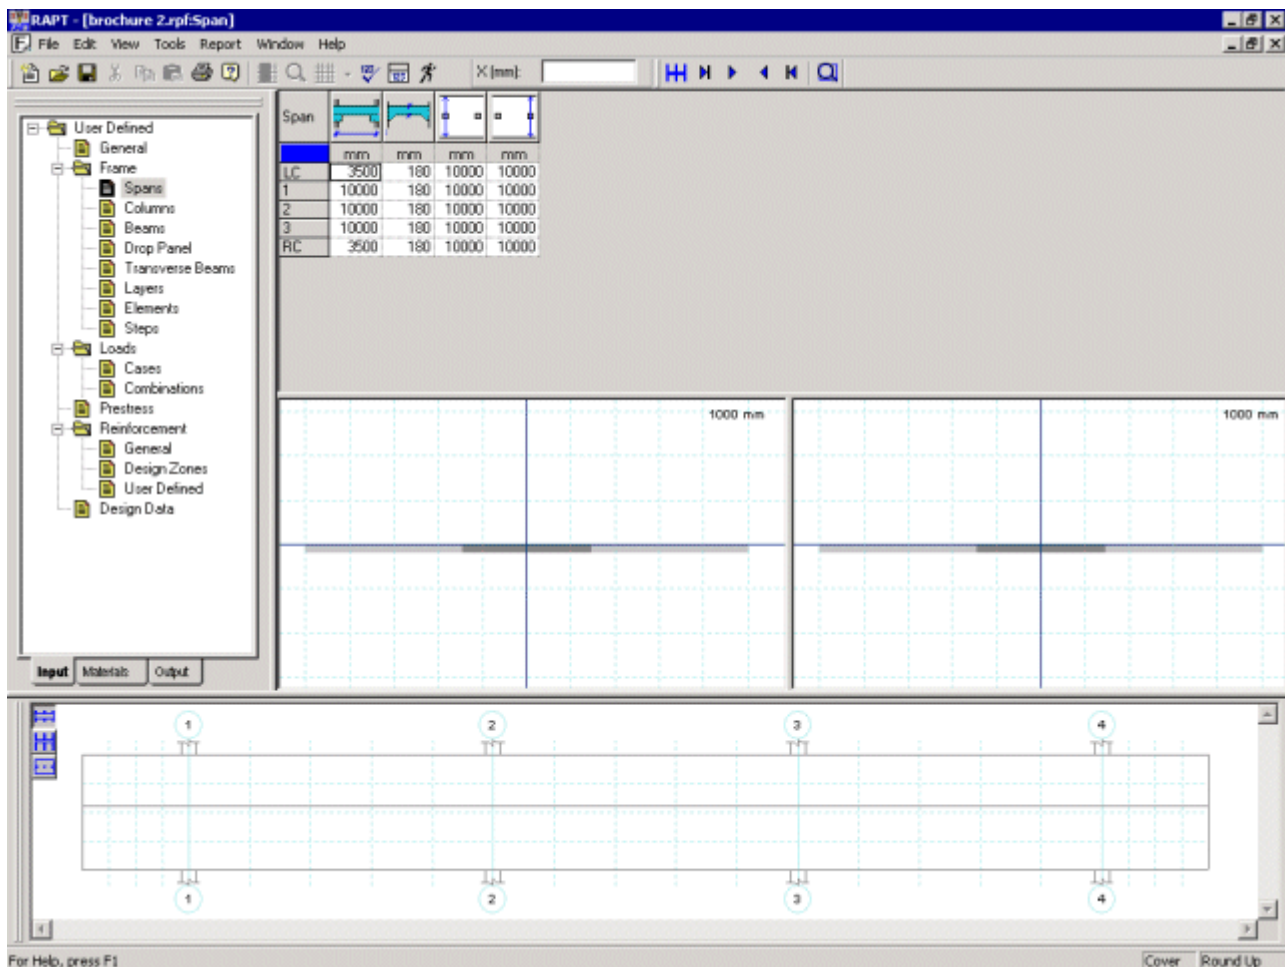 RAPT - [brochure 2.rpf:Span]
File Edit View Tools Report Window Help
X (mm):
User Defined
General
Frame
Spans
Columns
Beams
Drop Panel
Transverse Beams
Layers
Elements
Steps
Loads
Cases
Combinations
Prestress
Reinforcement
General
Design Zones
User Defined
Design Data
Input Materials Output
Span
mm mm mm mm
LC 3500 180 10000 10000
1 10000 180 10000 10000
2 10000 180 10000 10000
3 10000 180 10000 10000
RC 3500 180 10000 10000
1000 mm 1000 mm
1 2 3 4
1 2 3 4
For Help, press F1 Cover Round Up